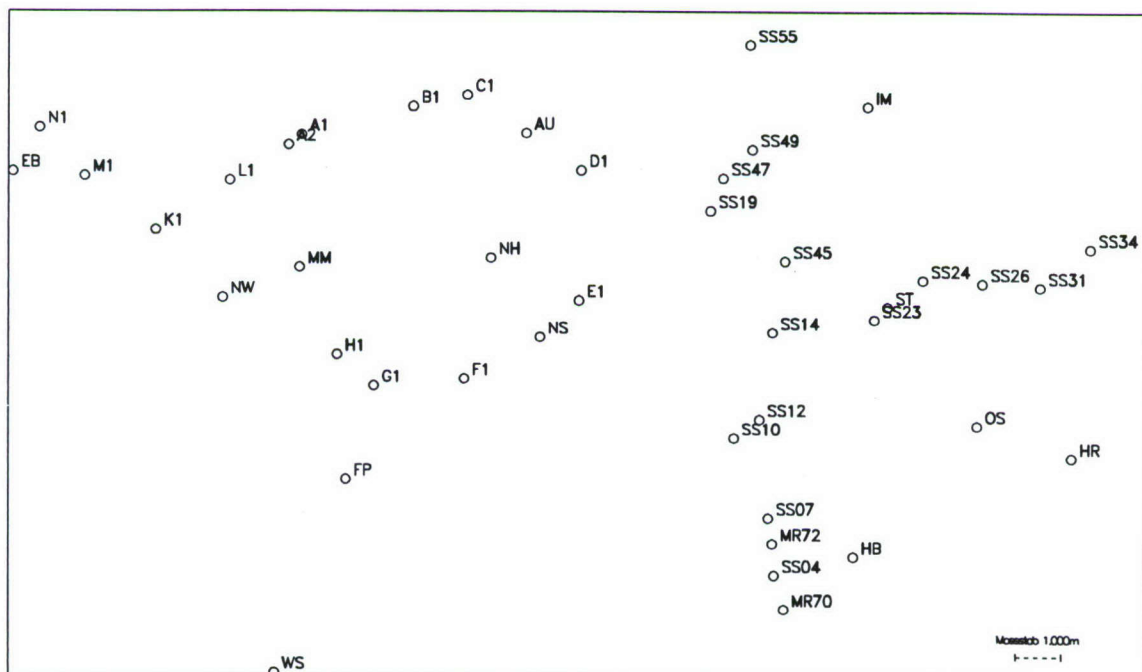 SS55
C1
B1
IM
N1
A1
AU
A2
SS49
EB
M1
L1
D1
SS47
SS19
K1
NH
SS34
MM
SS45
SS24
SS26
SS31
NW
E1
ST
SS23
NS
SS14
H1
G1
F1
SS12
OS
SS10
HR
FP
SS07
MR72
HB
SS04
MR70
Massstab 1.000m
WS